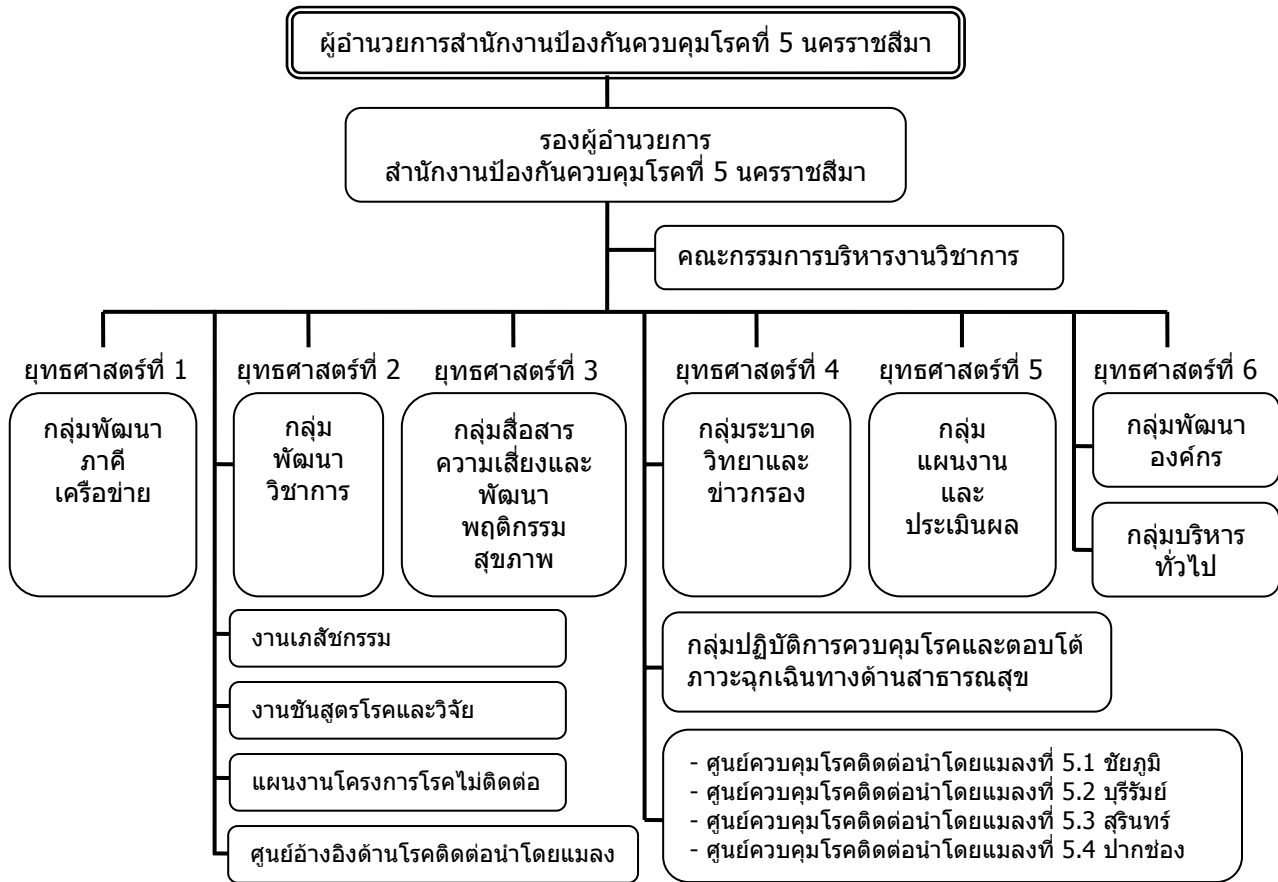 ผู้อำนวยการสำนักงานป้องกันควบคุมโรคที่ 5 นครราชสีมา
รองผู้อำนวยการ
สำนักงานป้องกันควบคุมโรคที่ 5 นครราชสีมา
คณะกรรมการบริหารงานวิชาการ
ยุทธศาสตร์ที่ 1
กลุ่มพัฒนา
ภาคี
เครือข่าย
ยุทธศาสตร์ที่ 2
กลุ่ม
พัฒนา
วิชาการ
ยุทธศาสตร์ที่ 3
กลุ่มสื่อสาร
ความเสี่ยงและ
พัฒนา
พฤติกรรม
สุขภาพ
ยุทธศาสตร์ที่ 4
กลุ่มระบาด
วิทยาและ
ข่าวกรอง
ยุทธศาสตร์ที่ 5
กลุ่ม
แผนงาน
และ
ประเมินผล
ยุทธศาสตร์ที่ 6
กลุ่มพัฒนา
องค์กร
กลุ่มบริหาร
ทั่วไป
งานเภสัชกรรม
งานชันสูตรโรคและวิจัย
แผนงานโครงการโรคไม่ติดต่อ
ศูนย์อ้างอิงด้านโรคติดต่อนำโดยแมลง
กลุ่มปฏิบัติการควบคุมโรคและตอบโต้
ภาวะฉุกเฉินทางด้านสาธารณสุข
- ศูนย์ควบคุมโรคติดต่อนำโดยแมลงที่ 5.1 ชัยภูมิ
- ศูนย์ควบคุมโรคติดต่อนำโดยแมลงที่ 5.2 บุรีรัมย์
- ศูนย์ควบคุมโรคติดต่อนำโดยแมลงที่ 5.3 สุรินทร์
- ศูนย์ควบคุมโรคติดต่อนำโดยแมลงที่ 5.4 ปากช่อง